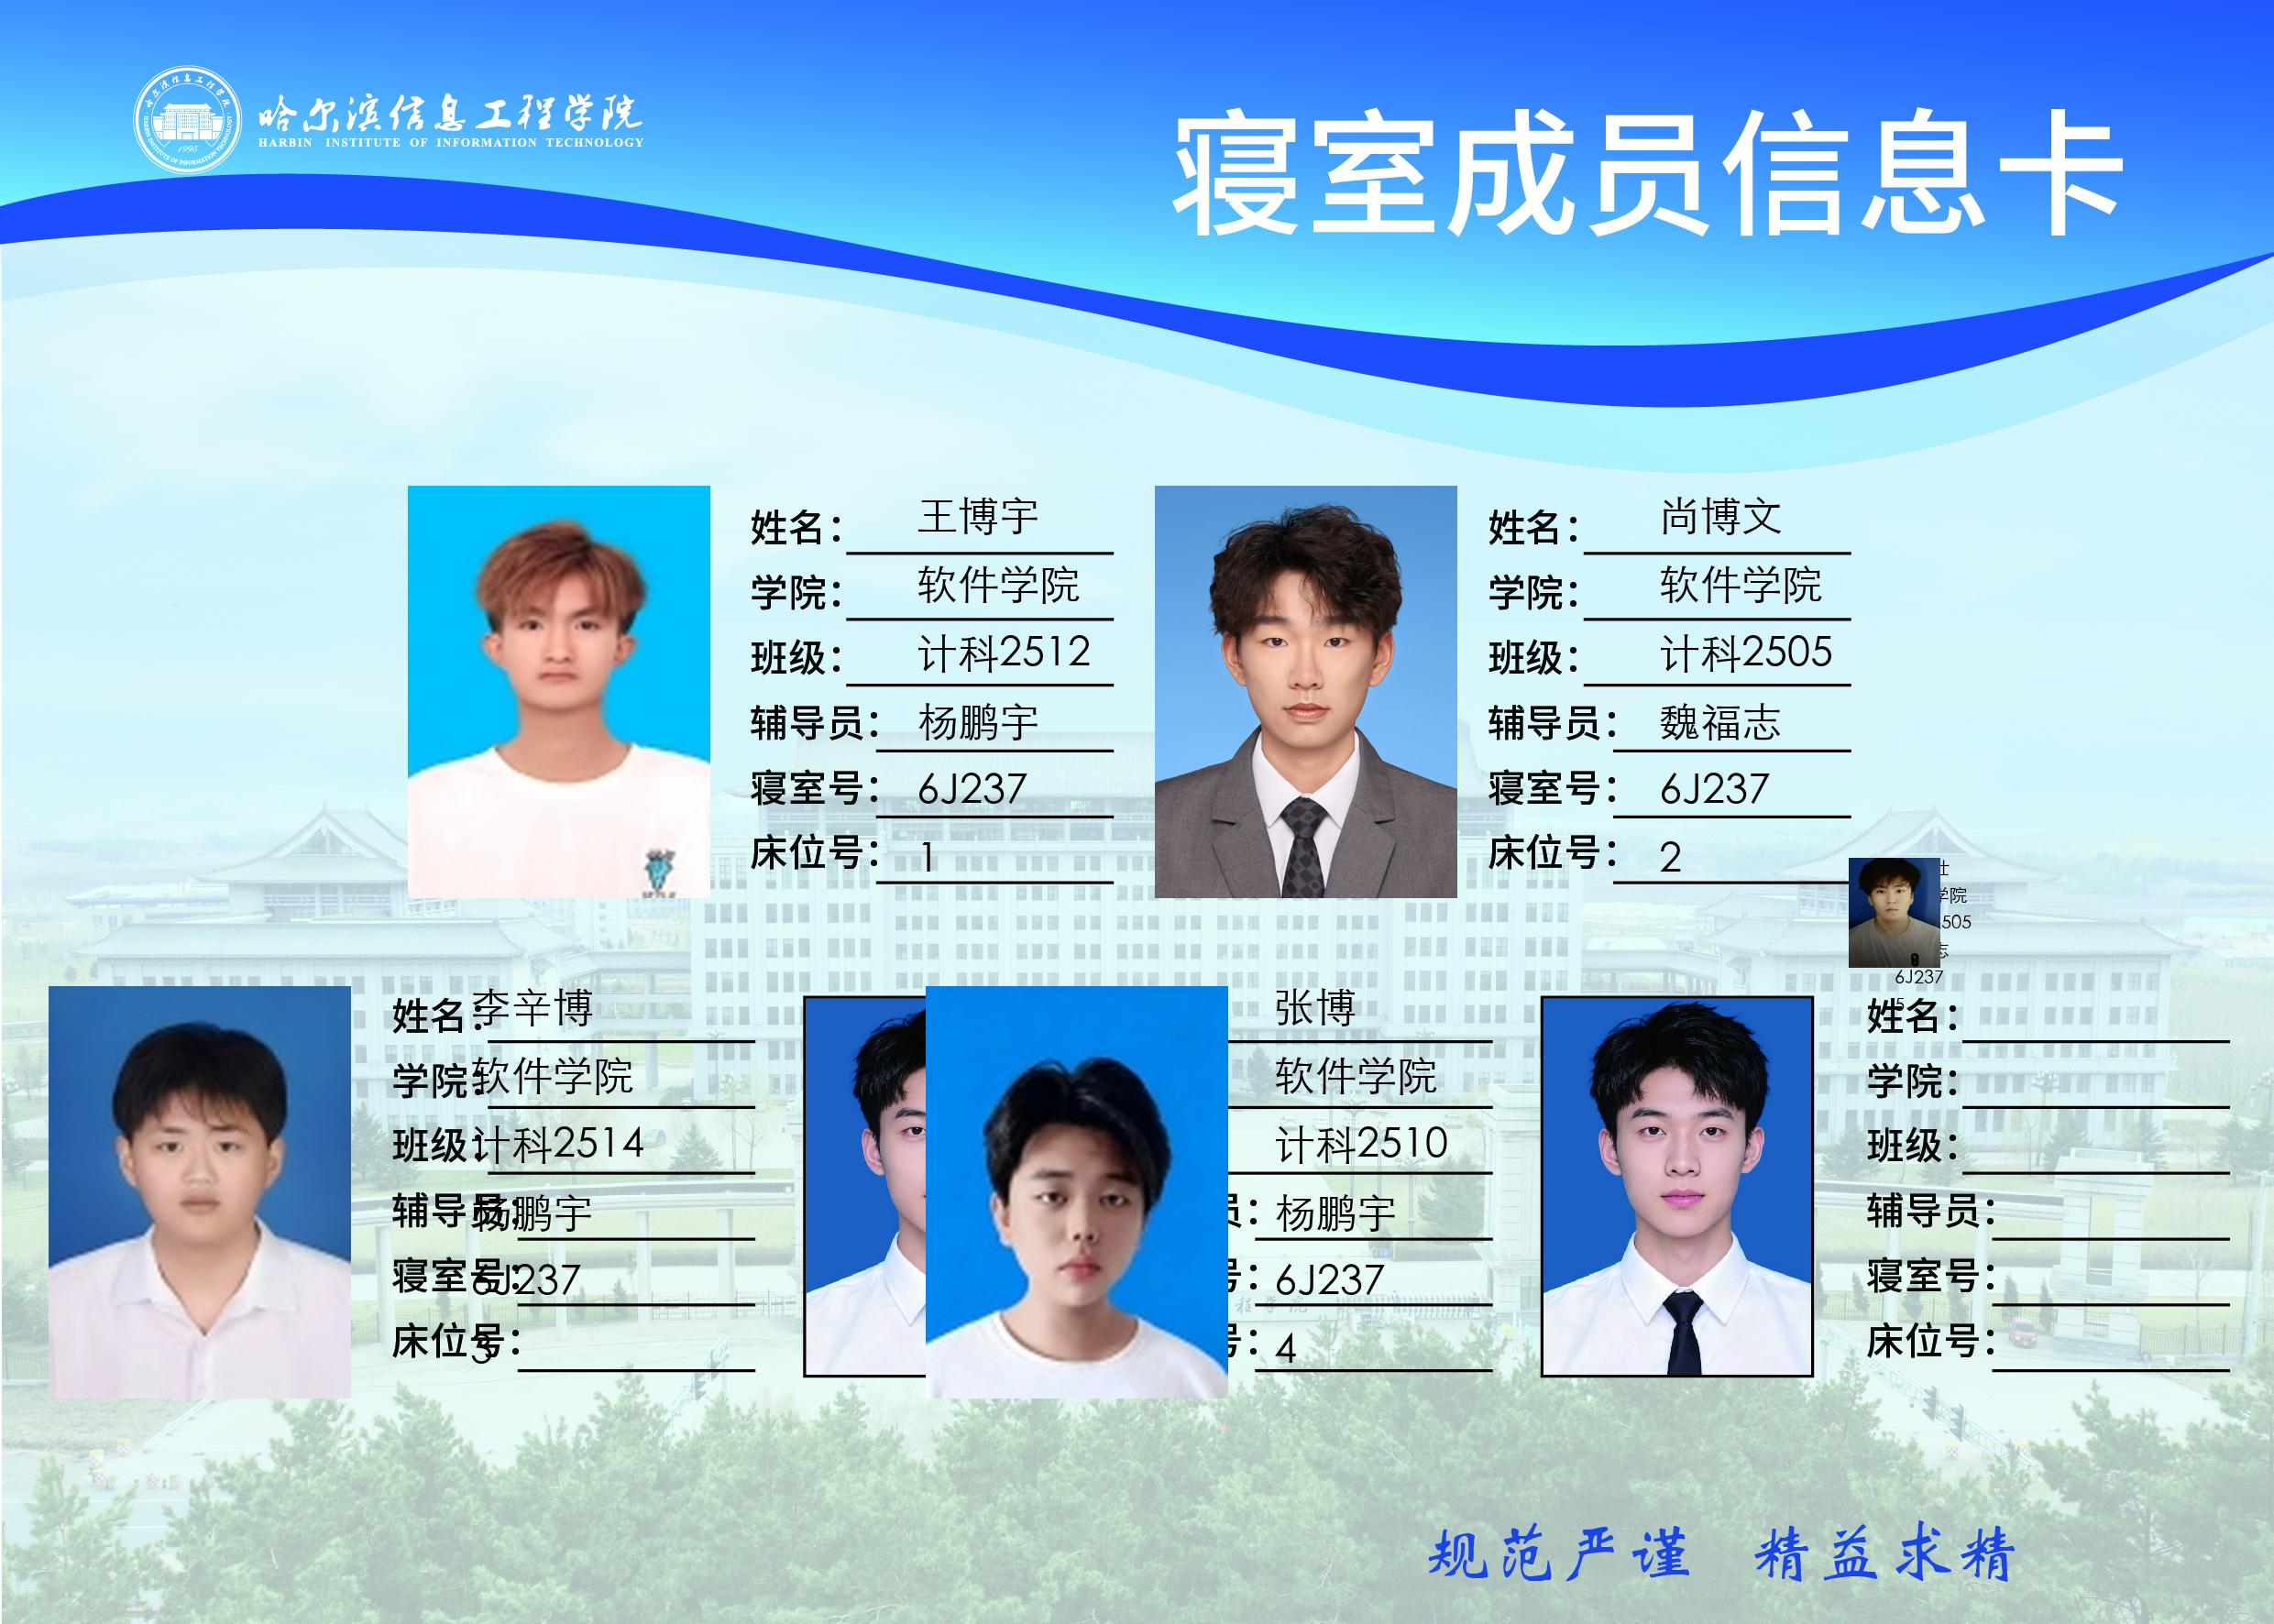 哈尔滨信息工程学院
HARBIN INSTITUTE OF INFORMATION TECHNOLOGY
1995
寝室成员信息卡
姓名: 王博宇
学院: 软件学院
班级: 计科2512
辅导员: 杨鹏宇
寝室号: 6J237
床位号: 1
姓名: 尚博文
学院: 软件学院
班级: 计科2505
辅导员: 魏福志
寝室号: 6J237
床位号: 2
学院
505
志
6J237
5
姓名: 李辛博
学院: 软件学院
班级: 计科2514
辅导员: 杨鹏宇
寝室号: 6J237
床位号: 3
张博
软件学院
计科2510
员: 杨鹏宇
号: 6J237
号: 4
姓名:
学院:
班级:
辅导员:
寝室号:
床位号:
规范严谨 精益求精